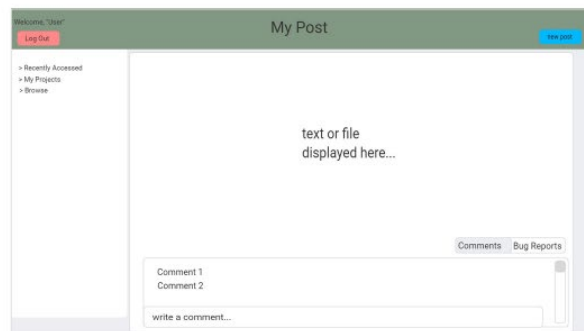 Welcome, "User"
My Post
Log Out
new post
> Recently Accessed
> My Projects
> Browse
text or file
displayed here...
Comments Bug Reports
Comment 1
Comment 2
write a comment...